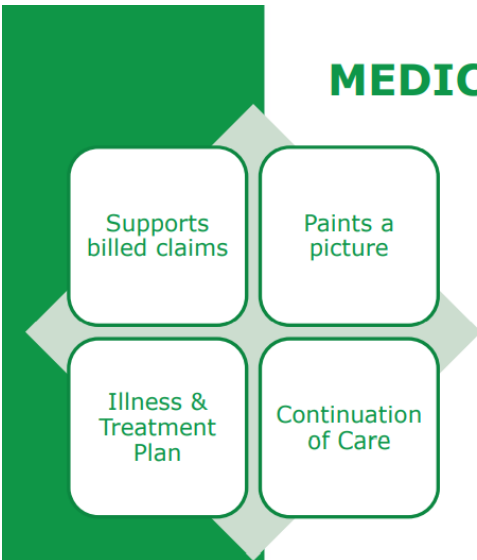 MEDIC
Supports
billed claims
Paints a
picture
Illness &
Treatment
Plan
Continuation
of Care